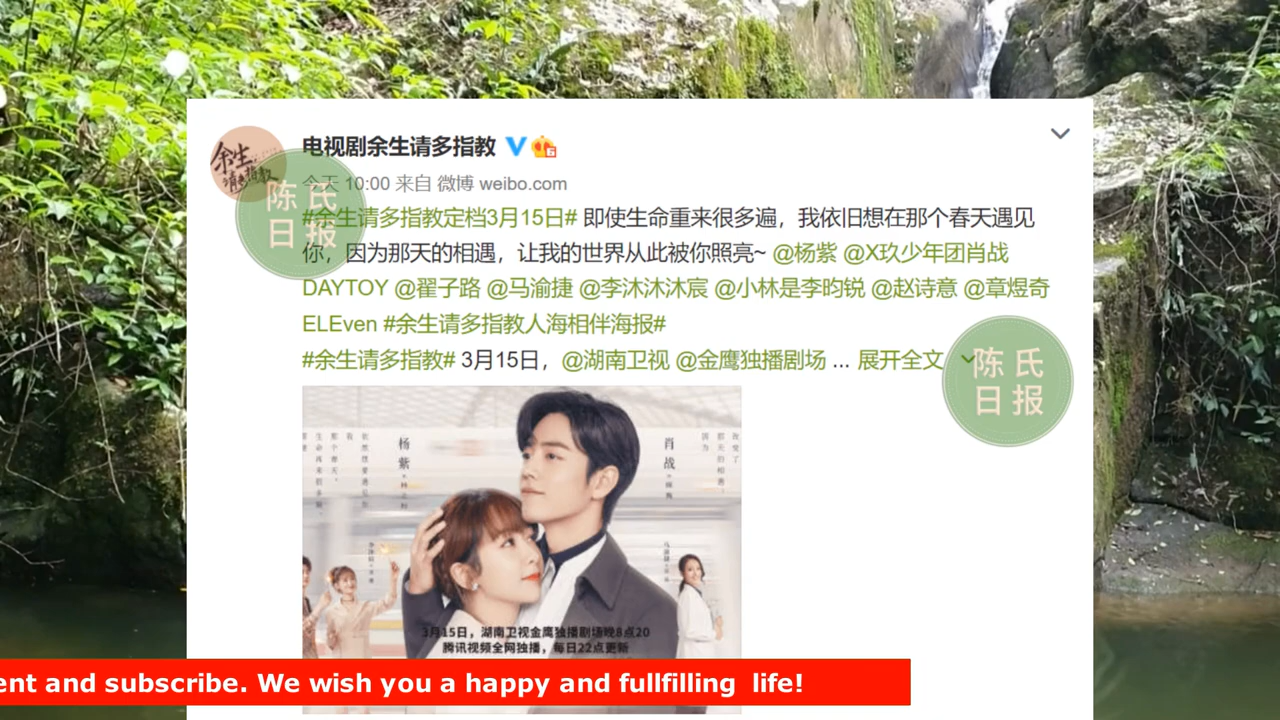 电视剧余生请多指教
今天 10:00 来自 微博 weibo.com
#余生请多指教定档3月15日# 即使生命重来很多遍，我依旧想在那个春天遇见
你，因为那天的相遇，让我的世界从此被你照亮~ @杨紫 @X玖少年团肖战
DAYTOY @翟子路 @马渝捷 @李沐沐沐宸 @小林是李昀锐 @赵诗意 @章煜奇
ELEven #余生请多指教人海相伴海报#
#余生请多指教# 3月15日，@湖南卫视 @金鹰独播剧场 ... 展开全文
余生
请多指教
陈氏
日报
陈氏
日报
杨紫
肖战
3月15日，湖南卫视金鹰独播剧场晚8点20
腾讯视频全网独播，每日22点更新
ent and subscribe. We wish you a happy and fullfilling life!